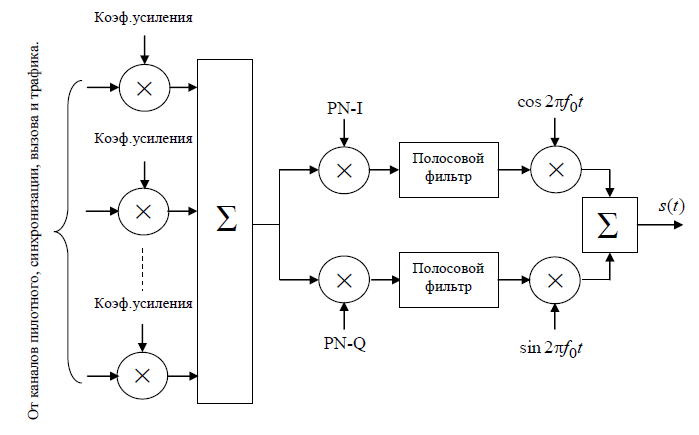 От каналов пилотного, синхронизации, вызова и трафика.
Коэф.усиления
×
Коэф.усиления
×
Коэф.усиления
×
Σ
PN-I
×
Полосовой
фильтр
cos 2πf₀t
×
PN-Q
×
Полосовой
фильтр
sin 2πf₀t
×
Σ
s(t)